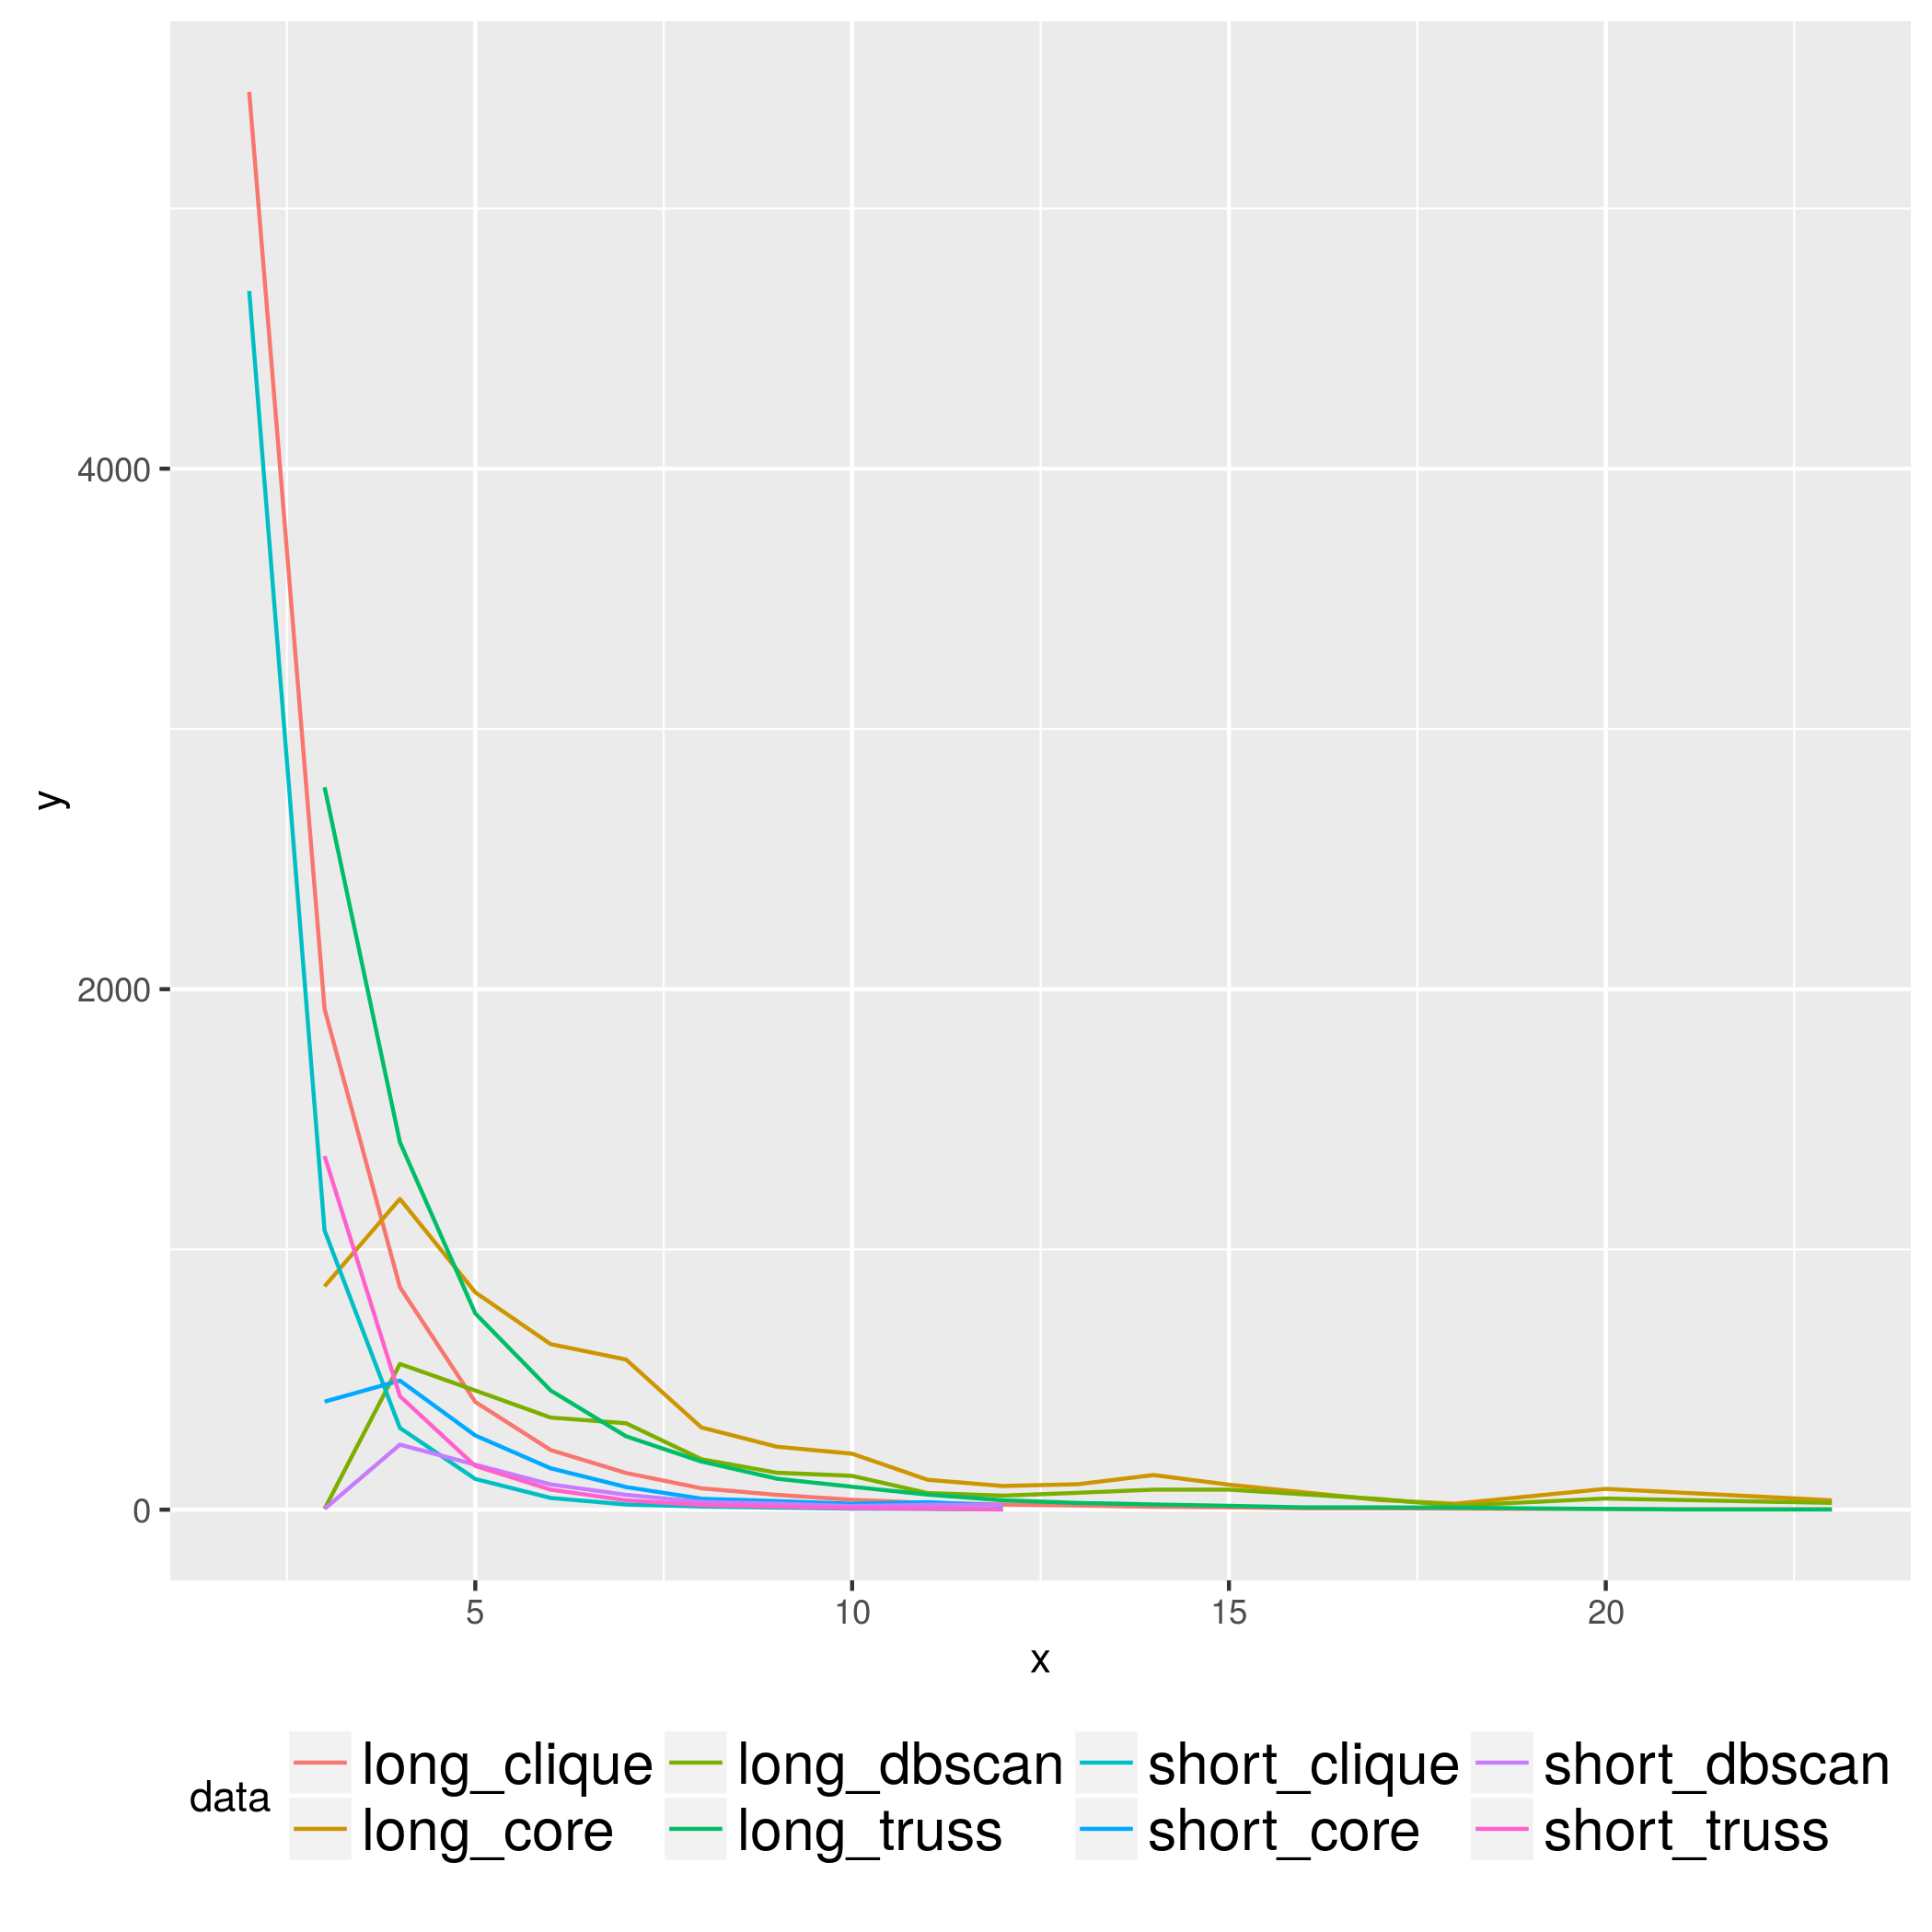 4000
2000
0
y
5 10 15 20
x
data
long_clique long_dbscan short_clique short_dbscan
long_core long_truss short_core short_truss